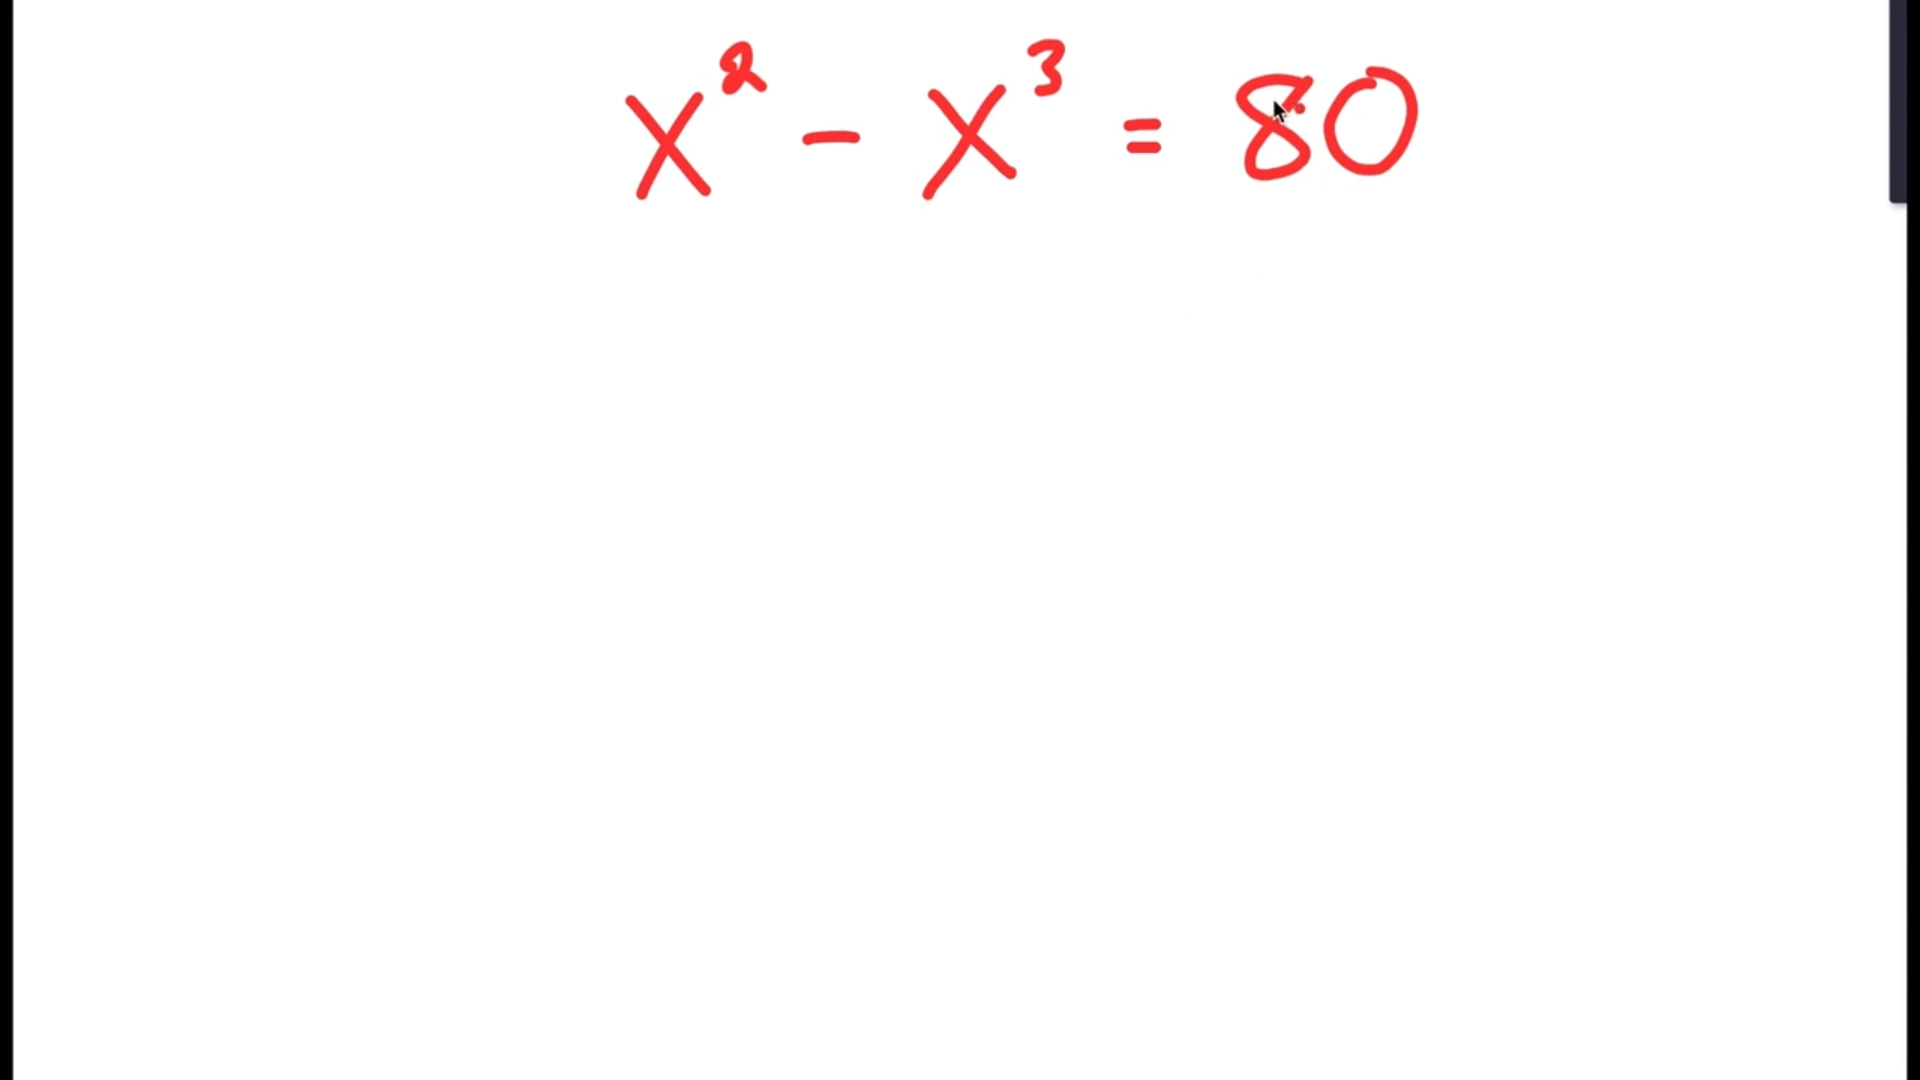 x² - x³ = 80